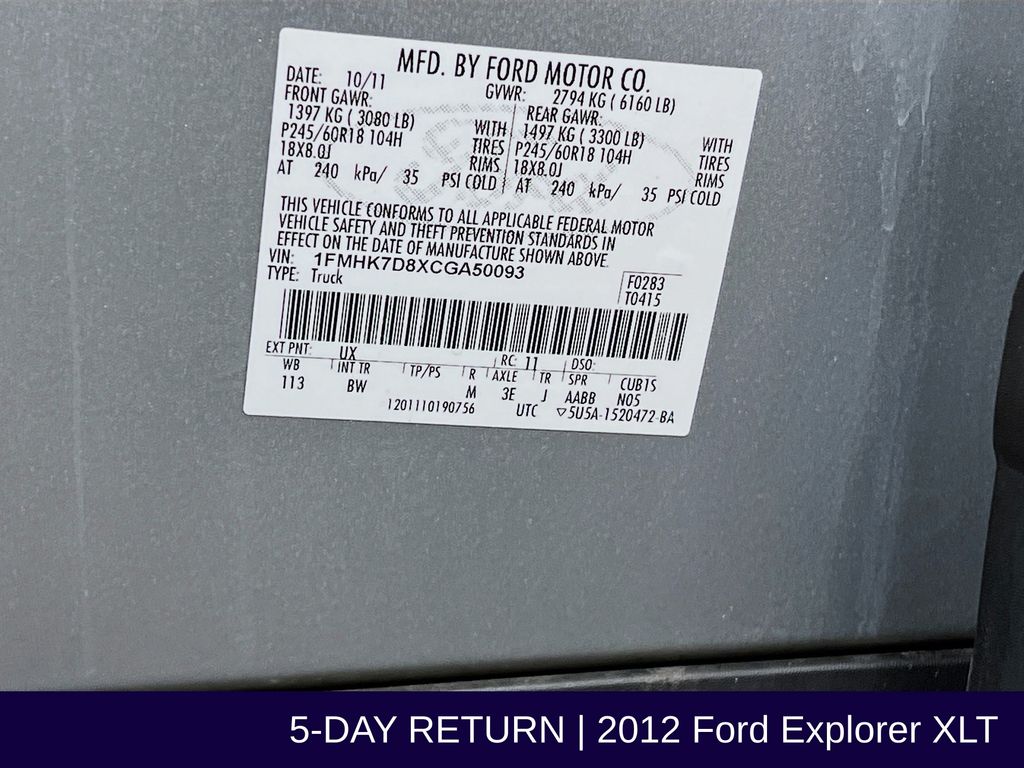 MFD. BY FORD MOTOR CO.
DATE: 10/11 GVWR: 2794 KG ( 6160 LB)
FRONT GAWR: REAR GAWR:
1397 KG ( 3080 LB) WITH 1497 KG ( 3300 LB) WITH
P245/60R18 104H TIRES P245/60R18 104H TIRES
18X8.0J RIMS 18X8.0J RIMS
AT 240 kPa/ 35 PSI COLD AT 240 kPa/ 35 PSI COLD
THIS VEHICLE CONFORMS TO ALL APPLICABLE FEDERAL MOTOR
VEHICLE SAFETY AND THEFT PREVENTION STANDARDS IN
EFFECT ON THE DATE OF MANUFACTURE SHOWN ABOVE.
VIN: 1FMHK7D8XCGA50093
TYPE: Truck F0283
T0415
EXT PNT: UX RC: 11 DSO:
WB INT TR TP/PS R AXLE TR SPR CUB1S
113 BW M 3E J AABB N05
1201110190756 UTC ▽5U5A-1520472-BA
5-DAY RETURN | 2012 Ford Explorer XLT